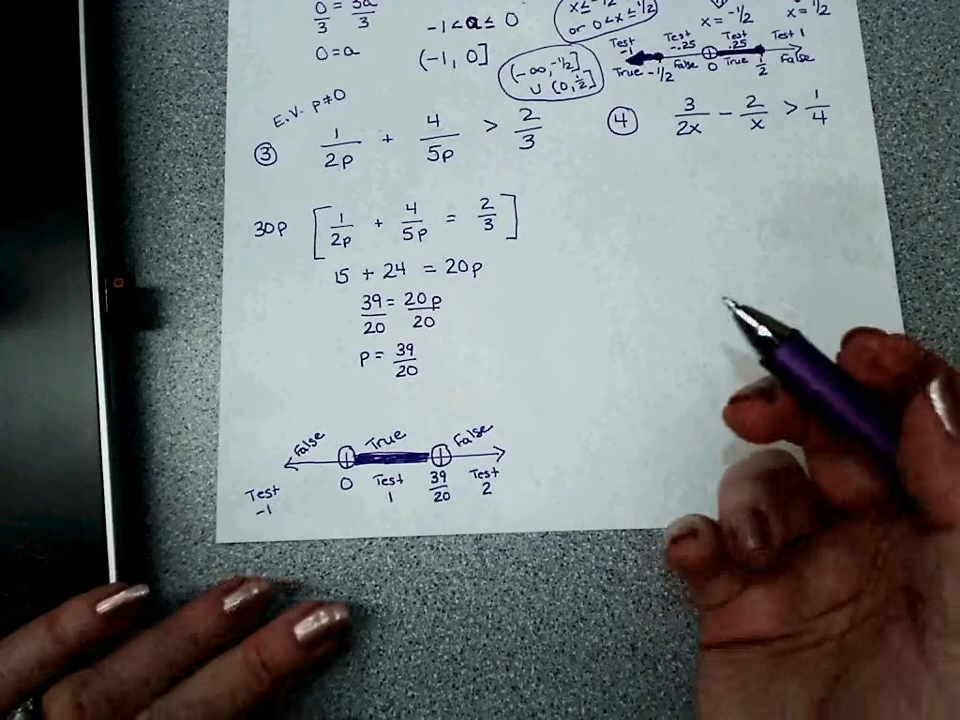 0/3 = 3a/3
0 = a
-1 < a ≤ 0
(-1, 0]
x ≤ -1/2
or 0 < x ≤ 1/2
(-∞, -1/2]
∪ (0, 1/2]
x = -1/2
x = 1/2
Test -1
Test -.25
Test .25
Test 1
True -1/2 False 0 True 1/2 False
E.V. p ≠ 0
③ 1/2p + 4/5p > 2/3
④ 3/2x - 2/x > 1/4
30p [ 1/2p + 4/5p = 2/3 ]
15 + 24 = 20p
39/20 = 20p/20
p = 39/20
False True False
Test -1
0
Test 1
39/20
Test 2